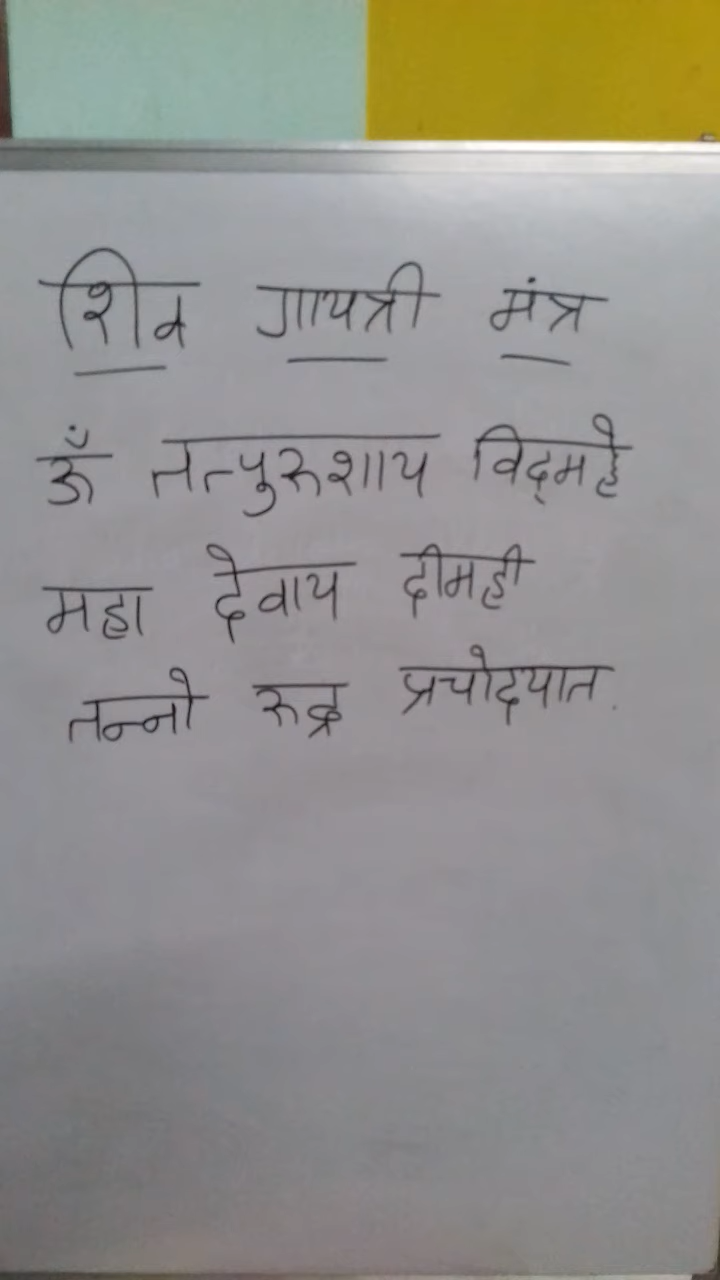 शिव गायत्री मंत्र
ऊँ तत्पुरुशाय विद्महे
महा देवाय दीमही
तन्नो रुद्र प्रचोदयात.